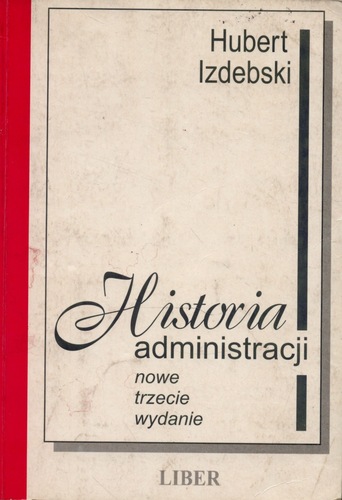 Hubert
Izdebski
Historia
administracji
nowe
trzecie
wydanie
LIBER